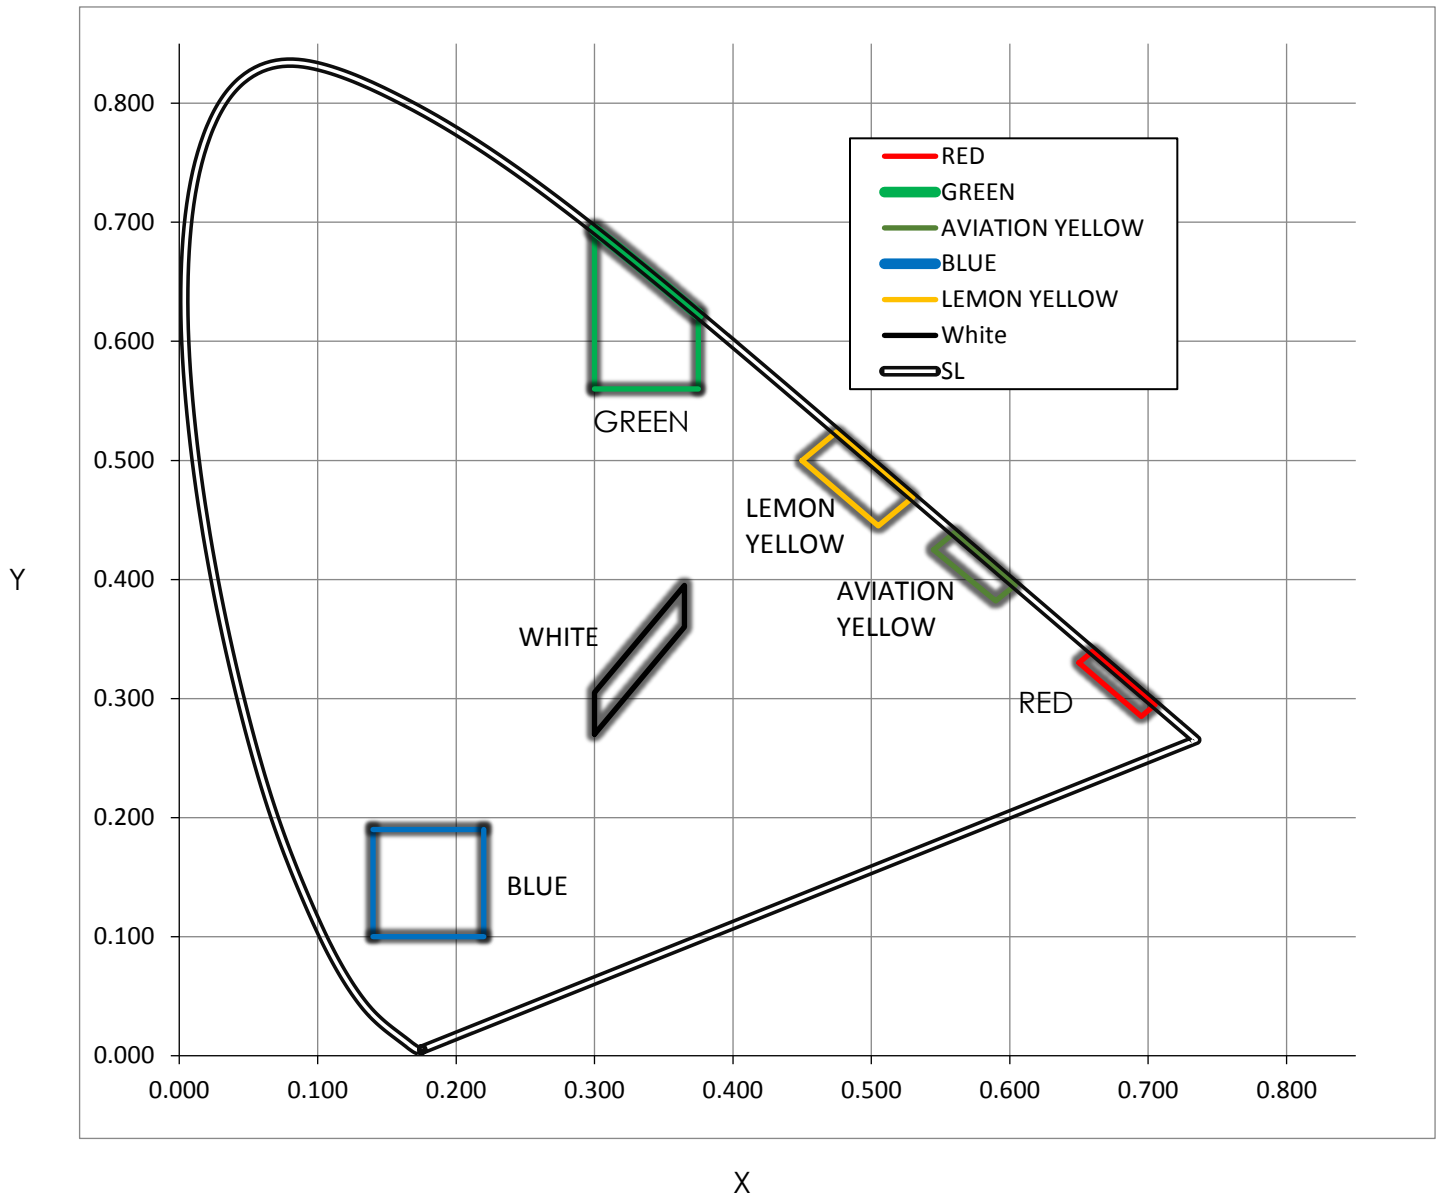 0.800
0.700
0.600
0.500
0.400
0.300
0.200
0.100
0.000
Y
RED
GREEN
AVIATION YELLOW
BLUE
LEMON YELLOW
White
SL
GREEN
LEMON
YELLOW
AVIATION
YELLOW
WHITE
RED
BLUE
0.000 0.100 0.200 0.300 0.400 0.500 0.600 0.700 0.800
X